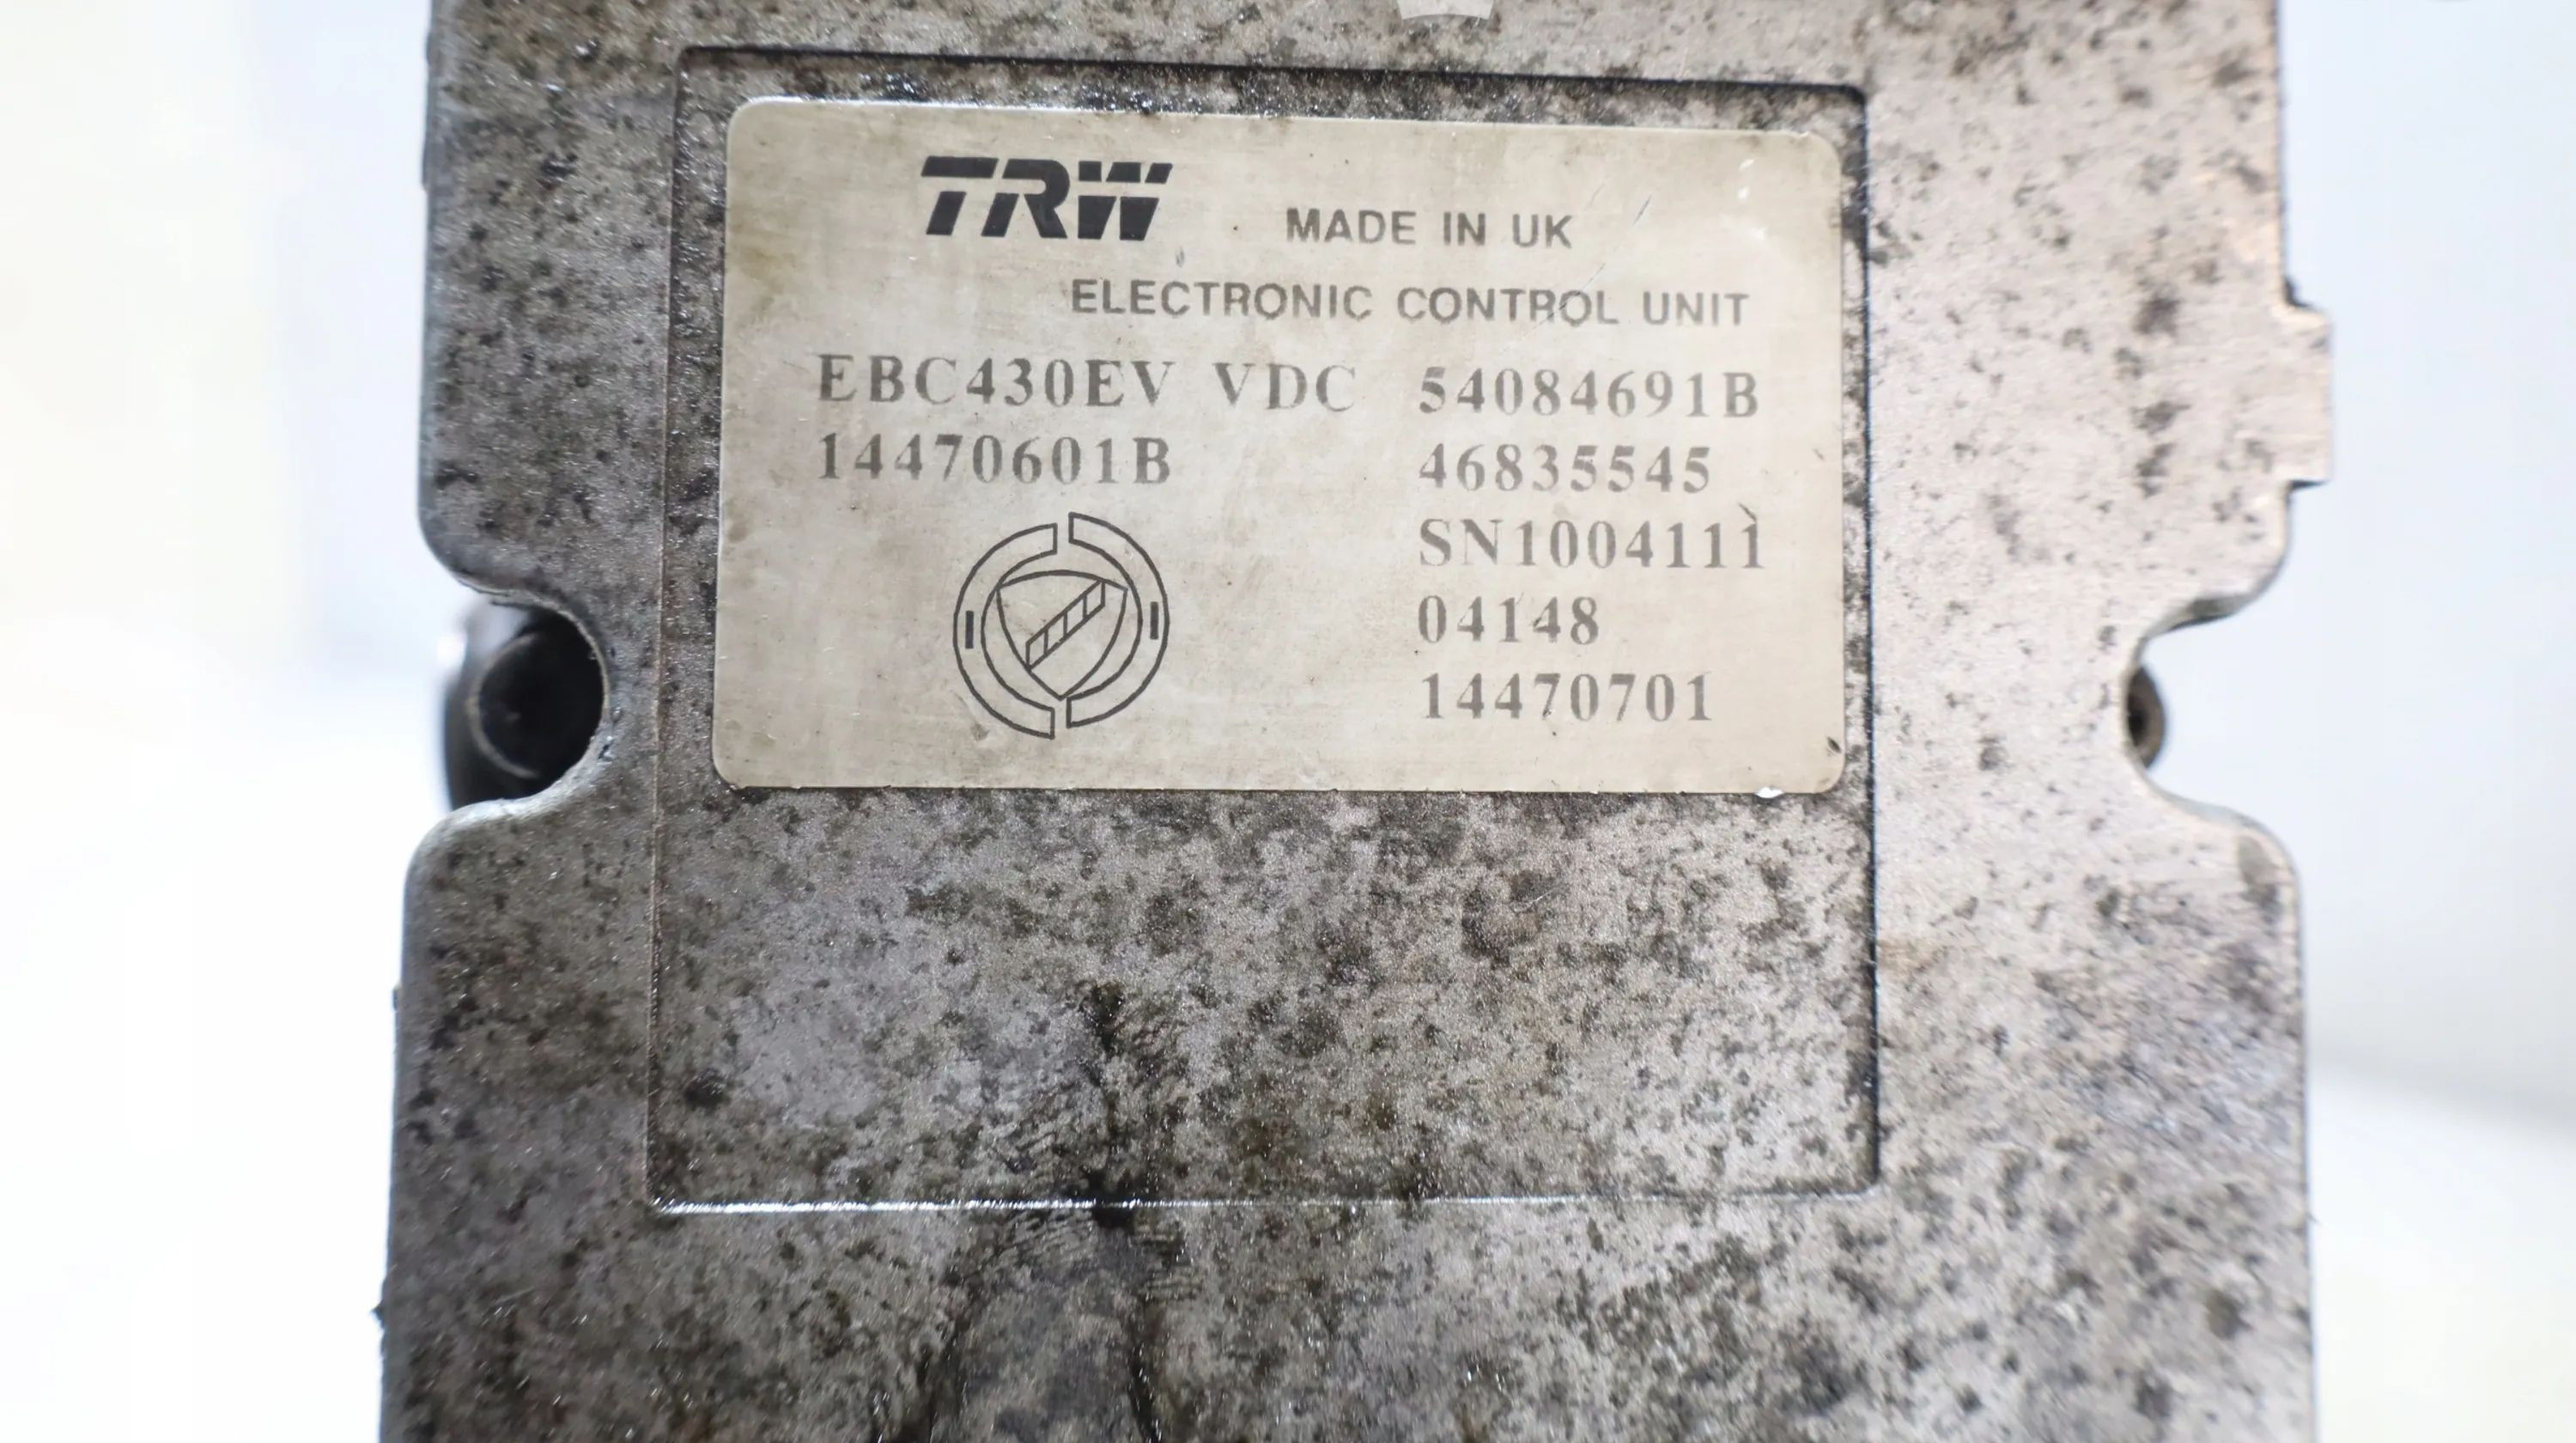 TRW MADE IN UK
ELECTRONIC CONTROL UNIT
EBC430EV VDC 54084691B
14470601B 46835545
SN1004111
04148
14470701